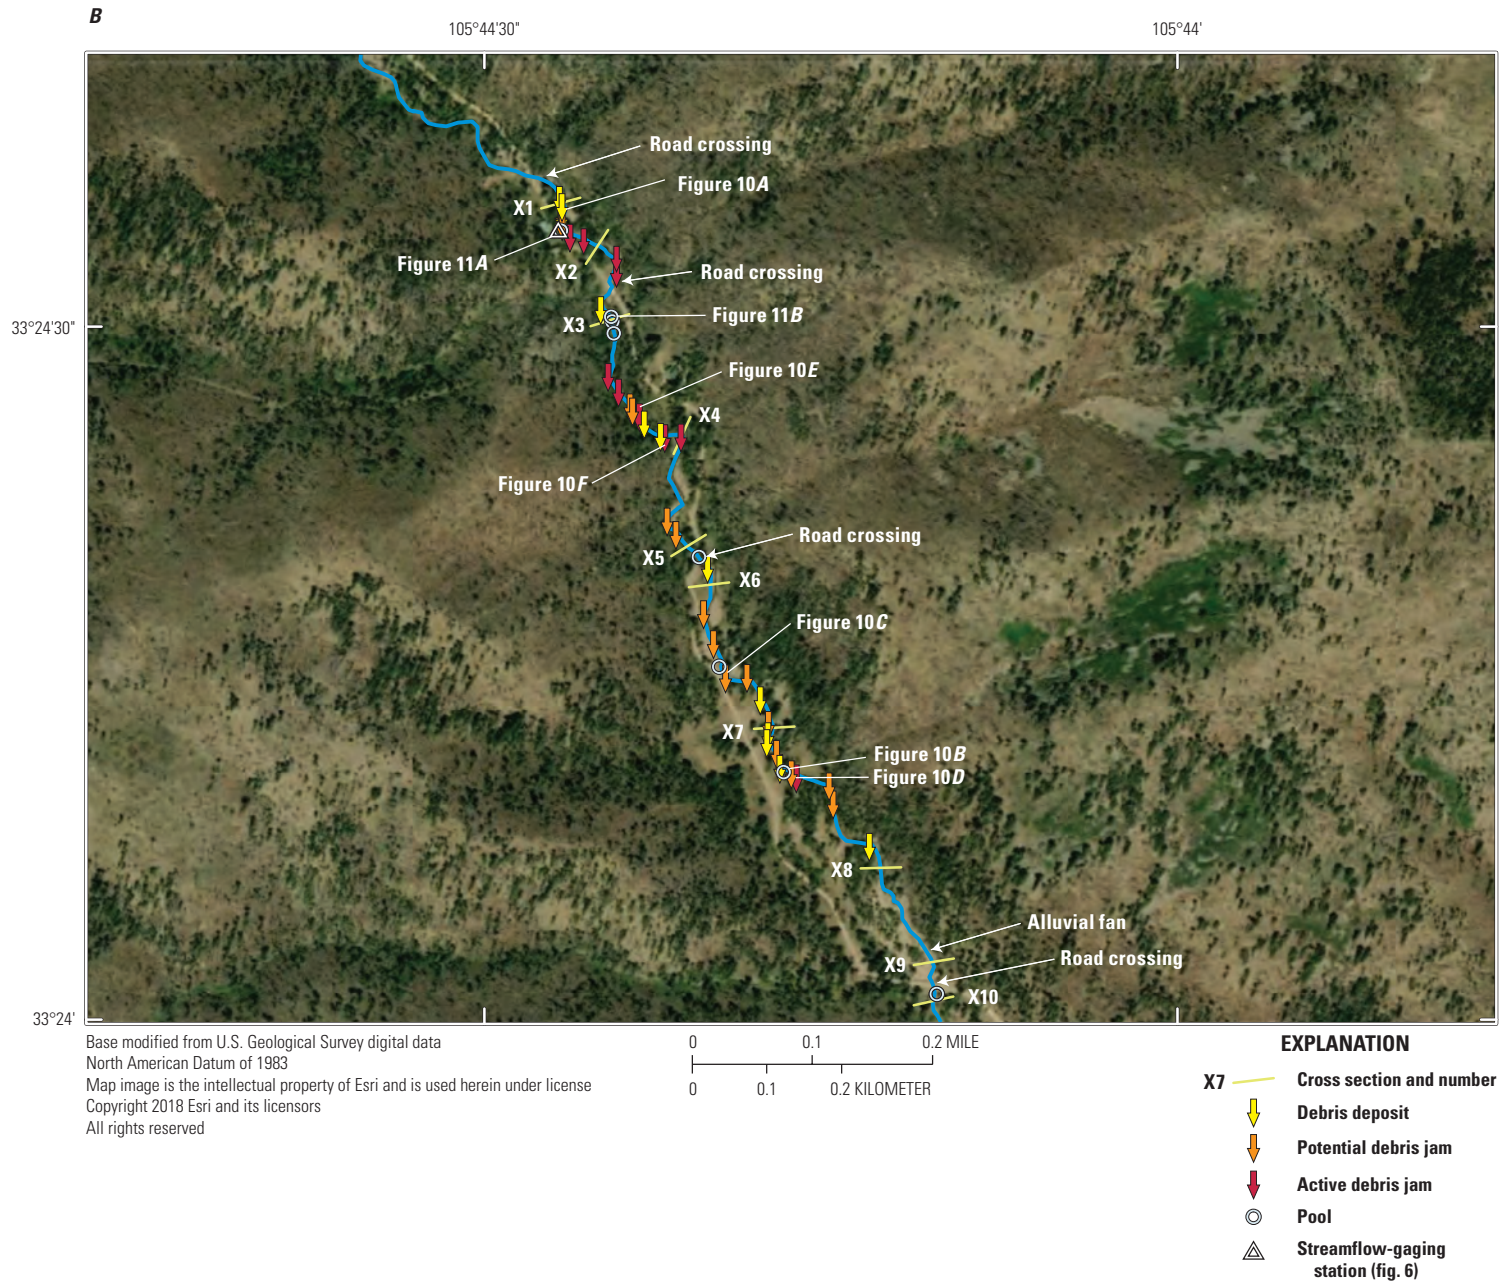 B
105°44'30"
105°44'
Road crossing
Figure 10A
X1
Figure 11A
X2
Road crossing
33°24'30"
X3
Figure 11B
Figure 10E
X4
Figure 10F
Road crossing
X5
X6
Figure 10C
X7
Figure 10B
Figure 10D
X8
Alluvial fan
X9
Road crossing
X10
33°24'
Base modified from U.S. Geological Survey digital data
North American Datum of 1983
Map image is the intellectual property of Esri and is used herein under license
Copyright 2018 Esri and its licensors
All rights reserved
0 0.1 0.2 MILE
0 0.1 0.2 KILOMETER
EXPLANATION
X7 Cross section and number
Debris deposit
Potential debris jam
Active debris jam
Pool
Streamflow-gaging
station (fig. 6)